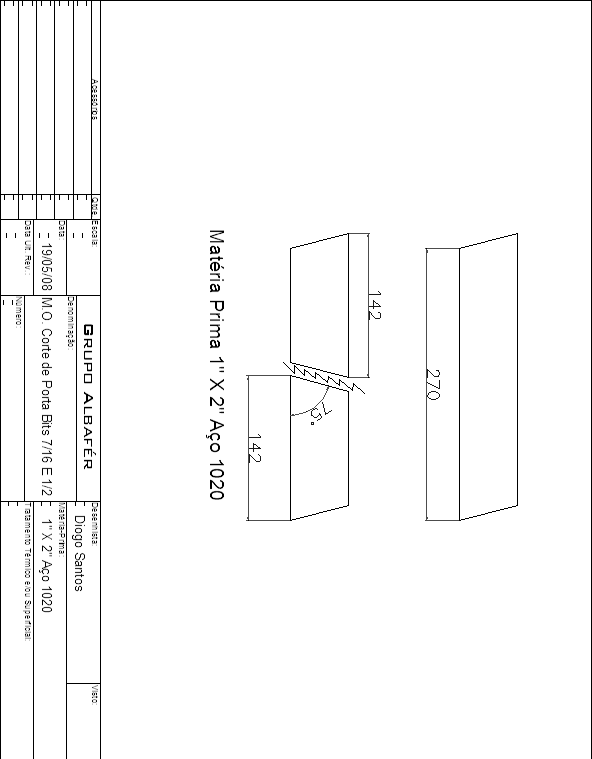 270
142
75°
142
Matéria Prima 1" X 2" Aço 1020
Acessórios
Qtde
Escala:
GRUPO ALBAFÉR
Desenhista:
Diogo Santos
Visto:
Data:
19/05/08
Denominação:
M.O. Corte de Porta Bits 7/16 E 1/2
Matéria-Prima:
1" X 2" Aço 1020
Data Ult. Rev.:
Número:
Tratamento Térmico e/ou Superficial: